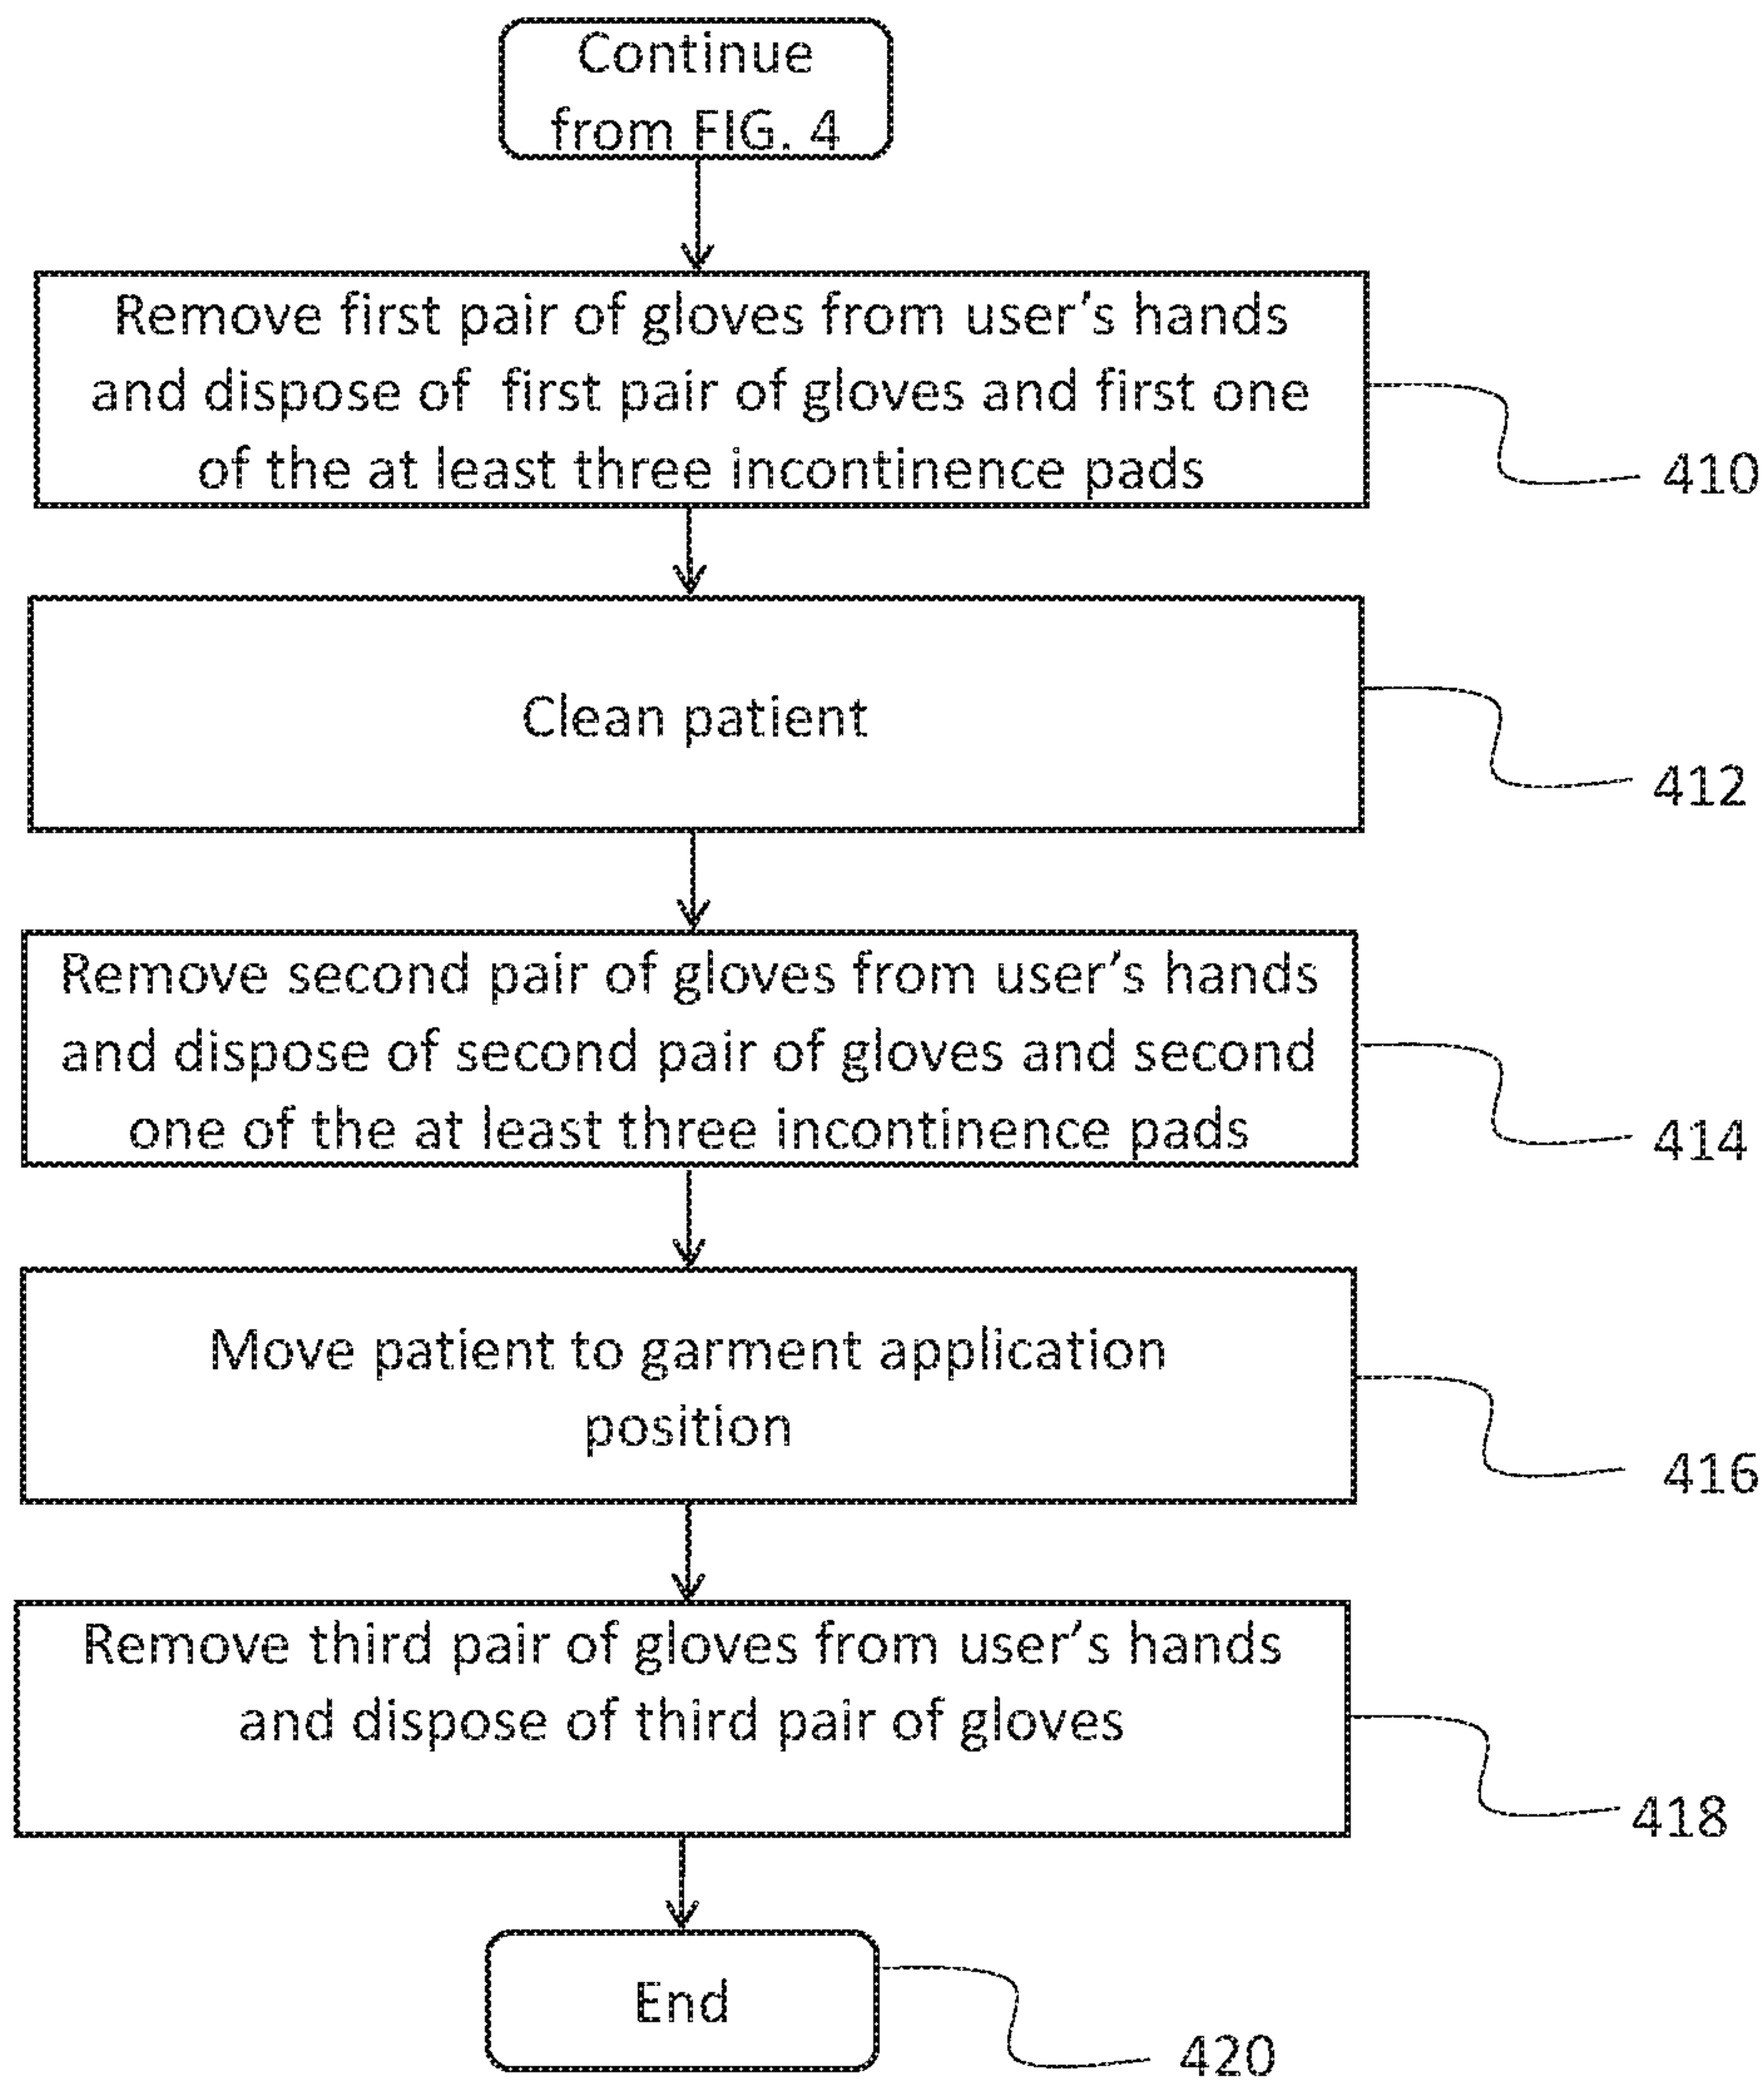 Continue
from FIG. 4
Remove first pair of gloves from user's hands
and dispose of first pair of gloves and first one
of the at least three incontinence pads
410
Clean patient
412
Remove second pair of gloves from user's hands
and dispose of second pair of gloves and second
one of the at least three incontinence pads
414
Move patient to garment application
position
416
Remove third pair of gloves from user's hands
and dispose of third pair of gloves
418
End
420